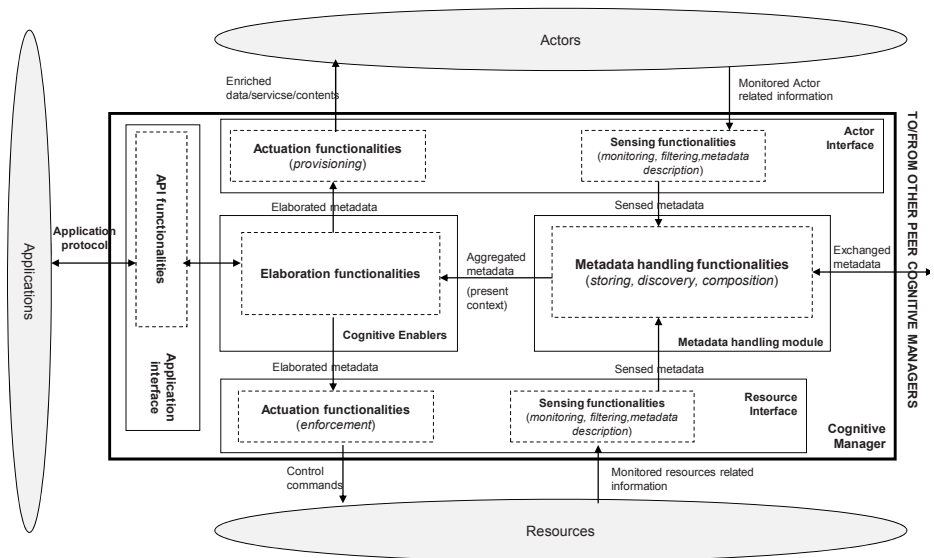 Actors
Enriched
data/servicse/contents
Monitored Actor
related information
TO/FROM OTHER PEER COGNITIVE MANAGERS
Actuation functionalities
(provisioning)
Sensing functionalities
(monitoring, filtering,metadata
description)
Actor
Interface
API functionalities
Elaborated metadata
Sensed metadata
Applications
Application
protocol
Elaboration functionalities
Aggregated
metadata
(present
context)
Metadata handling functionalities
(storing, discovery, composition)
Exchanged
metadata
Cognitive Enablers
Metadata handling module
Application
interface
Elaborated metadata
Sensed metadata
Actuation functionalities
(enforcement)
Sensing functionalities
(monitoring, filtering,metadata
description)
Resource
Interface
Cognitive
Manager
Control
commands
Monitored resources related
information
Resources